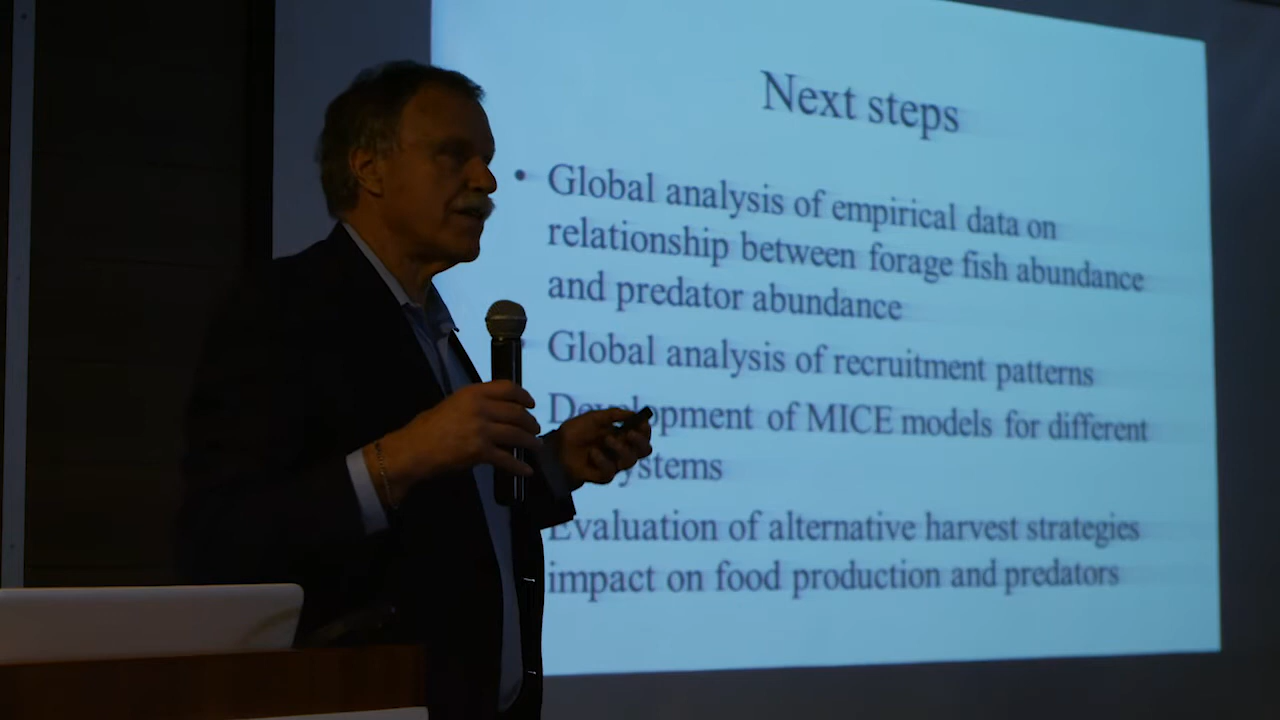 Next steps
• Global analysis of empirical data on
relationship between forage fish abundance
and predator abundance
Global analysis of recruitment patterns
Development of MICE models for different
ystems
Evaluation of alternative harvest strategies
impact on food production and predators